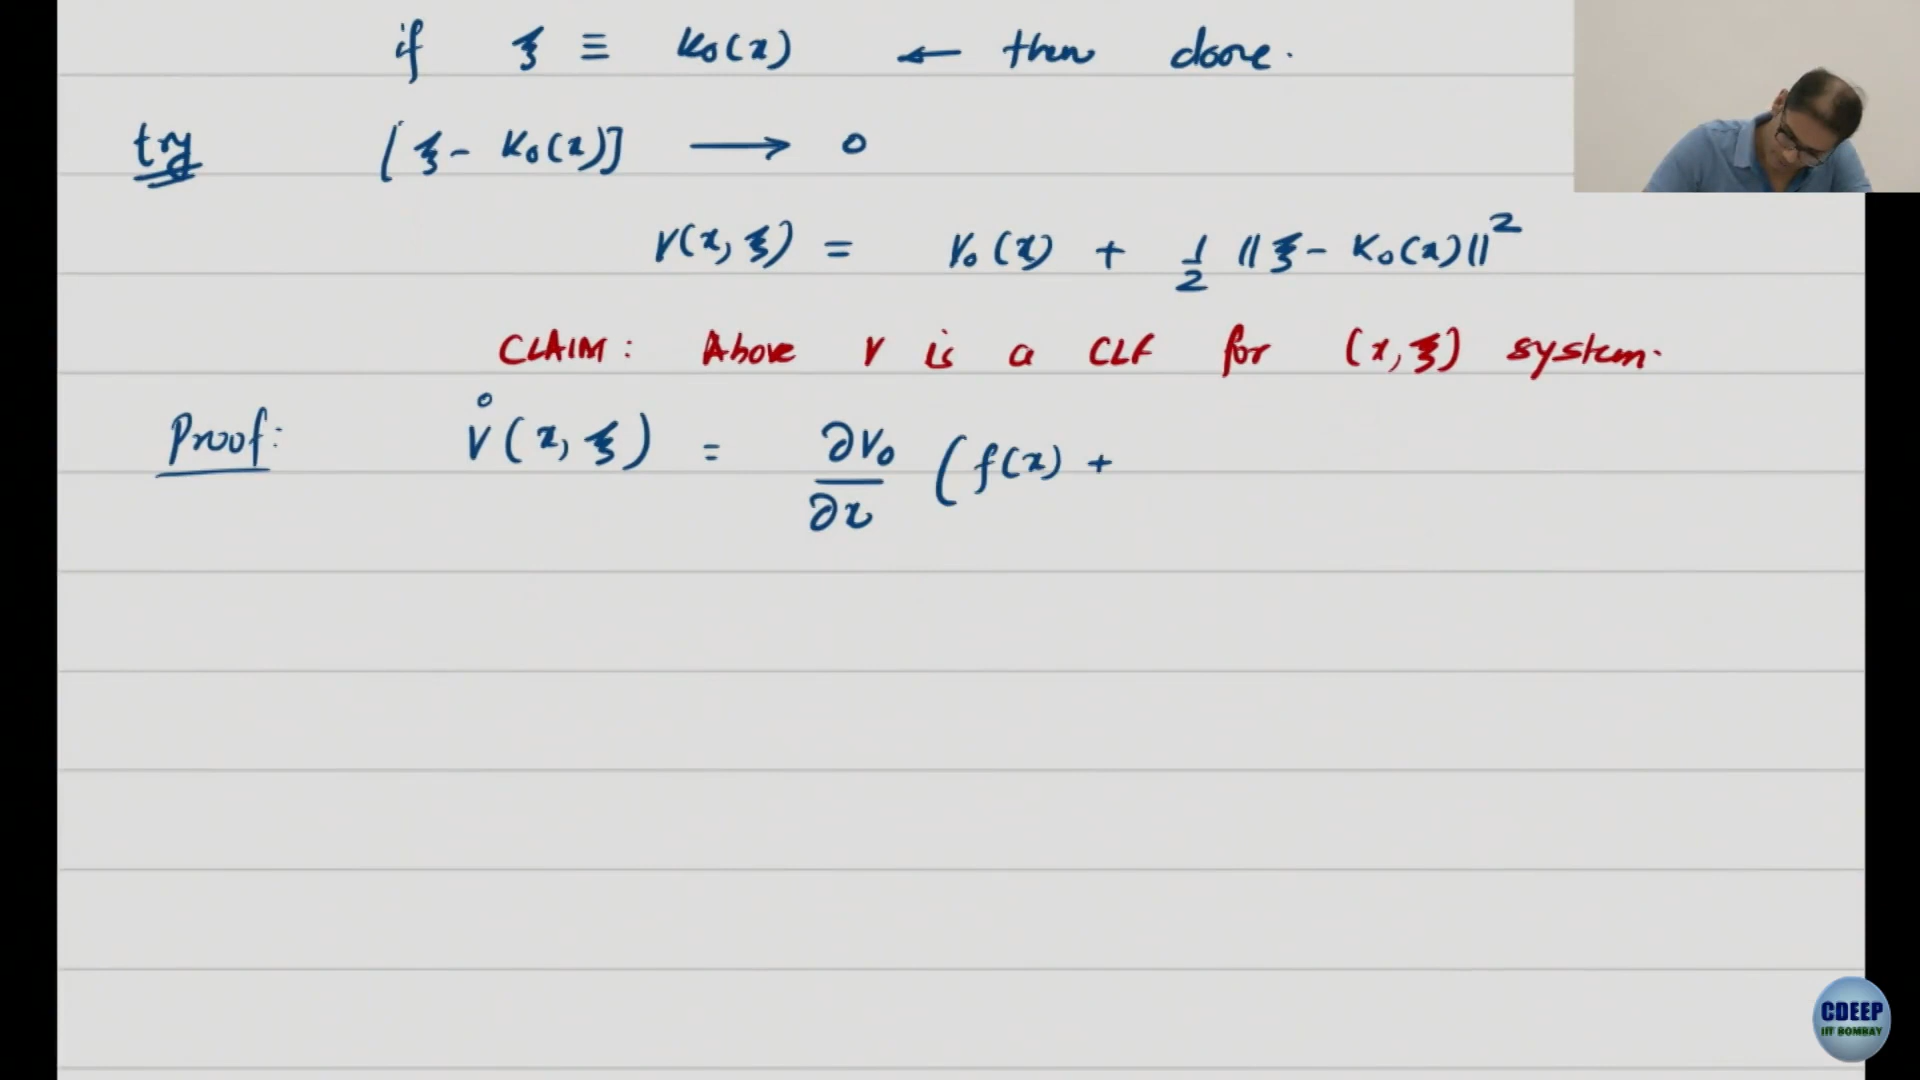 if ξ ≡ K₀(x) ← then done.
try [ξ - K₀(x)] → 0
V(x, ξ) = V₀(x) + 1/2 ||ξ - K₀(x)||²
CLAIM: Above V is a CLF for (x, ξ) system.
Proof: V̇(x, ξ) = ∂V₀/∂x (f(x) +
CDEEP
IIT BOMBAY